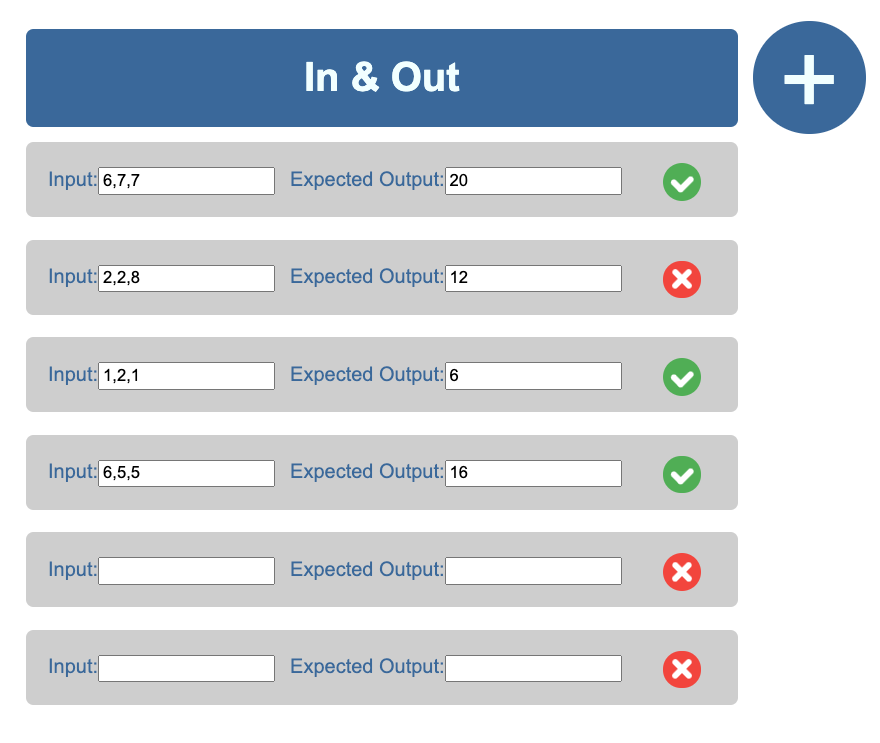 In & Out
Input: 6,7,7 Expected Output: 20
Input: 2,2,8 Expected Output: 12
Input: 1,2,1 Expected Output: 6
Input: 6,5,5 Expected Output: 16
Input: Expected Output:
Input: Expected Output: